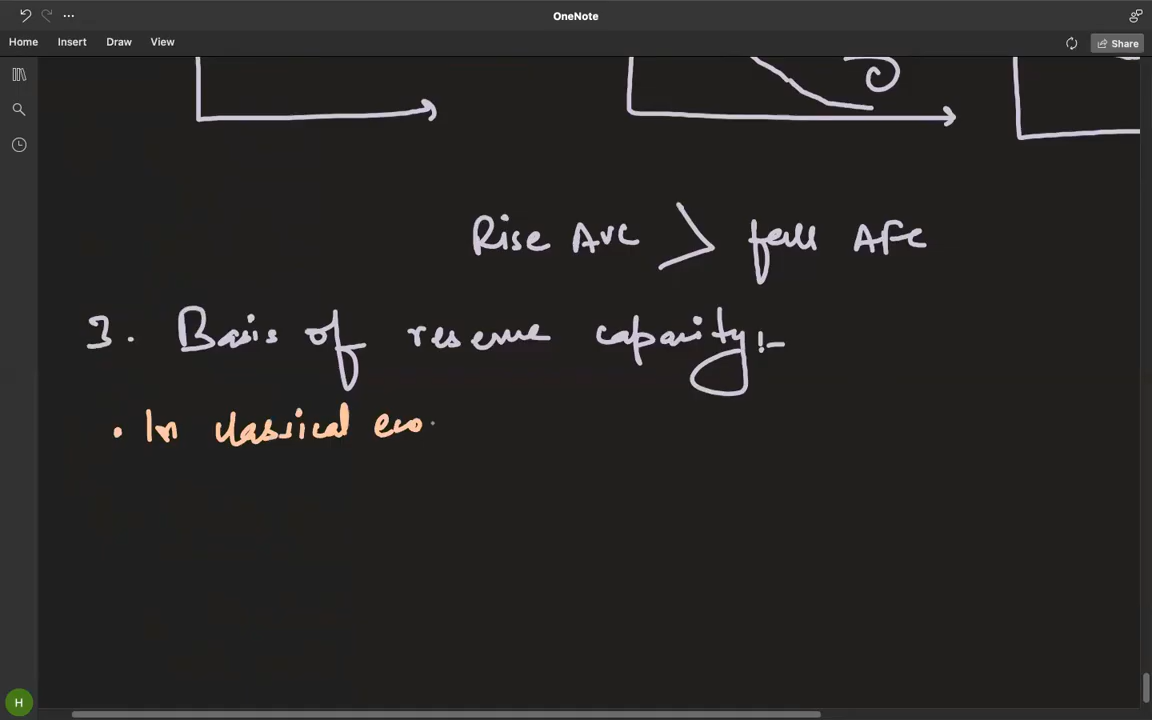 OneNote
Home Insert Draw View Share
Rise AVC > fall AFC
3. Basis of reserve capacity :-
• In classical eco
H